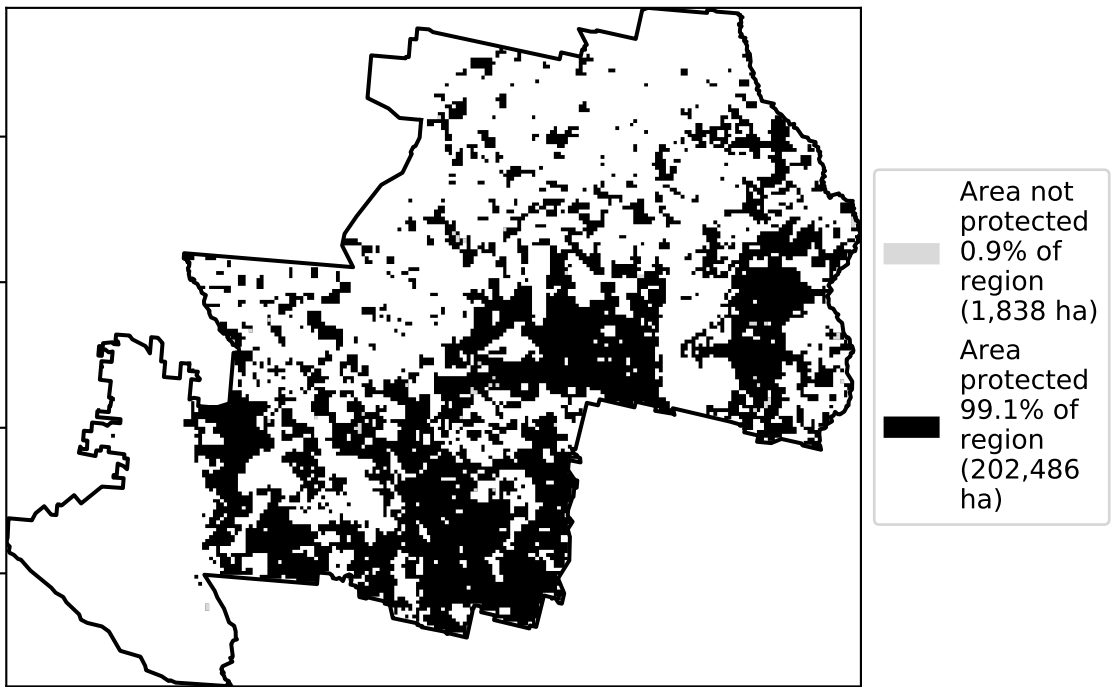 Area not
protected
0.9% of
region
(1,838 ha)
Area
protected
99.1% of
region
(202,486
ha)